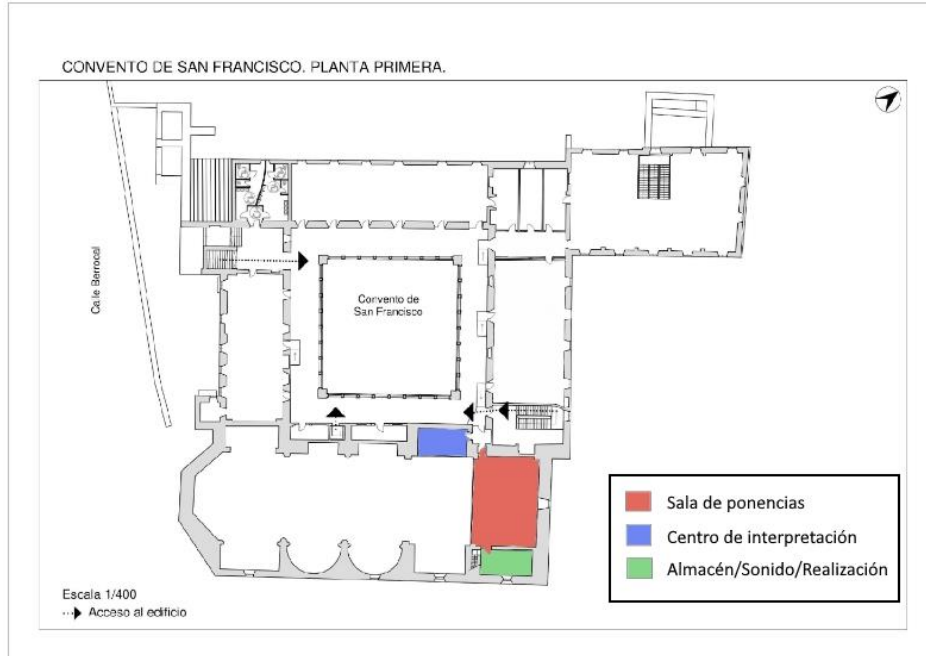 CONVENTO DE SAN FRANCISCO. PLANTA PRIMERA.
Calle Berrocal
Convento de
San Francisco
Sala de ponencias
Centro de interpretación
Almacén/Sonido/Realización
Escala 1/400
Acceso al edificio